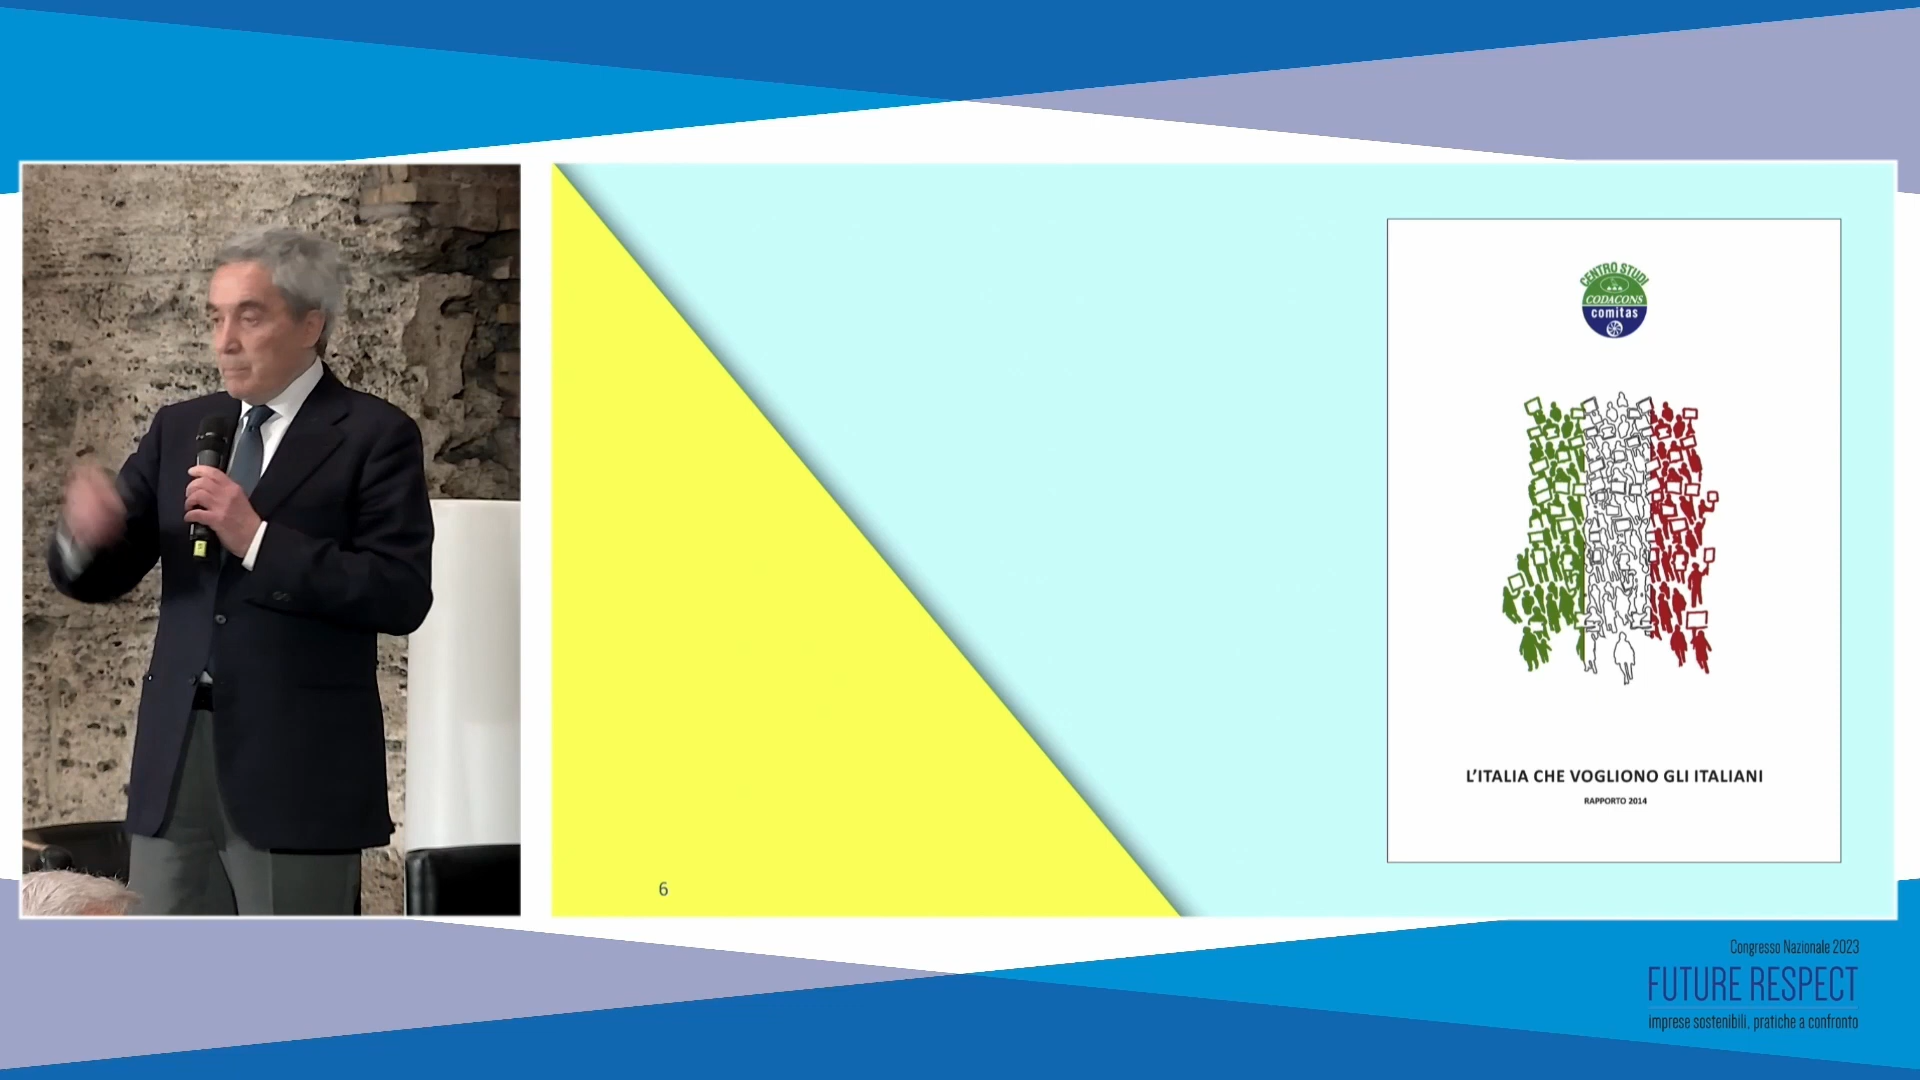 CENTRO STUDI
CODACONS
comitas
L'ITALIA CHE VOGLIONO GLI ITALIANI
RAPPORTO 2014
6
Congresso Nazionale 2023
FUTURE RESPECT
imprese sostenibili, pratiche a confronto